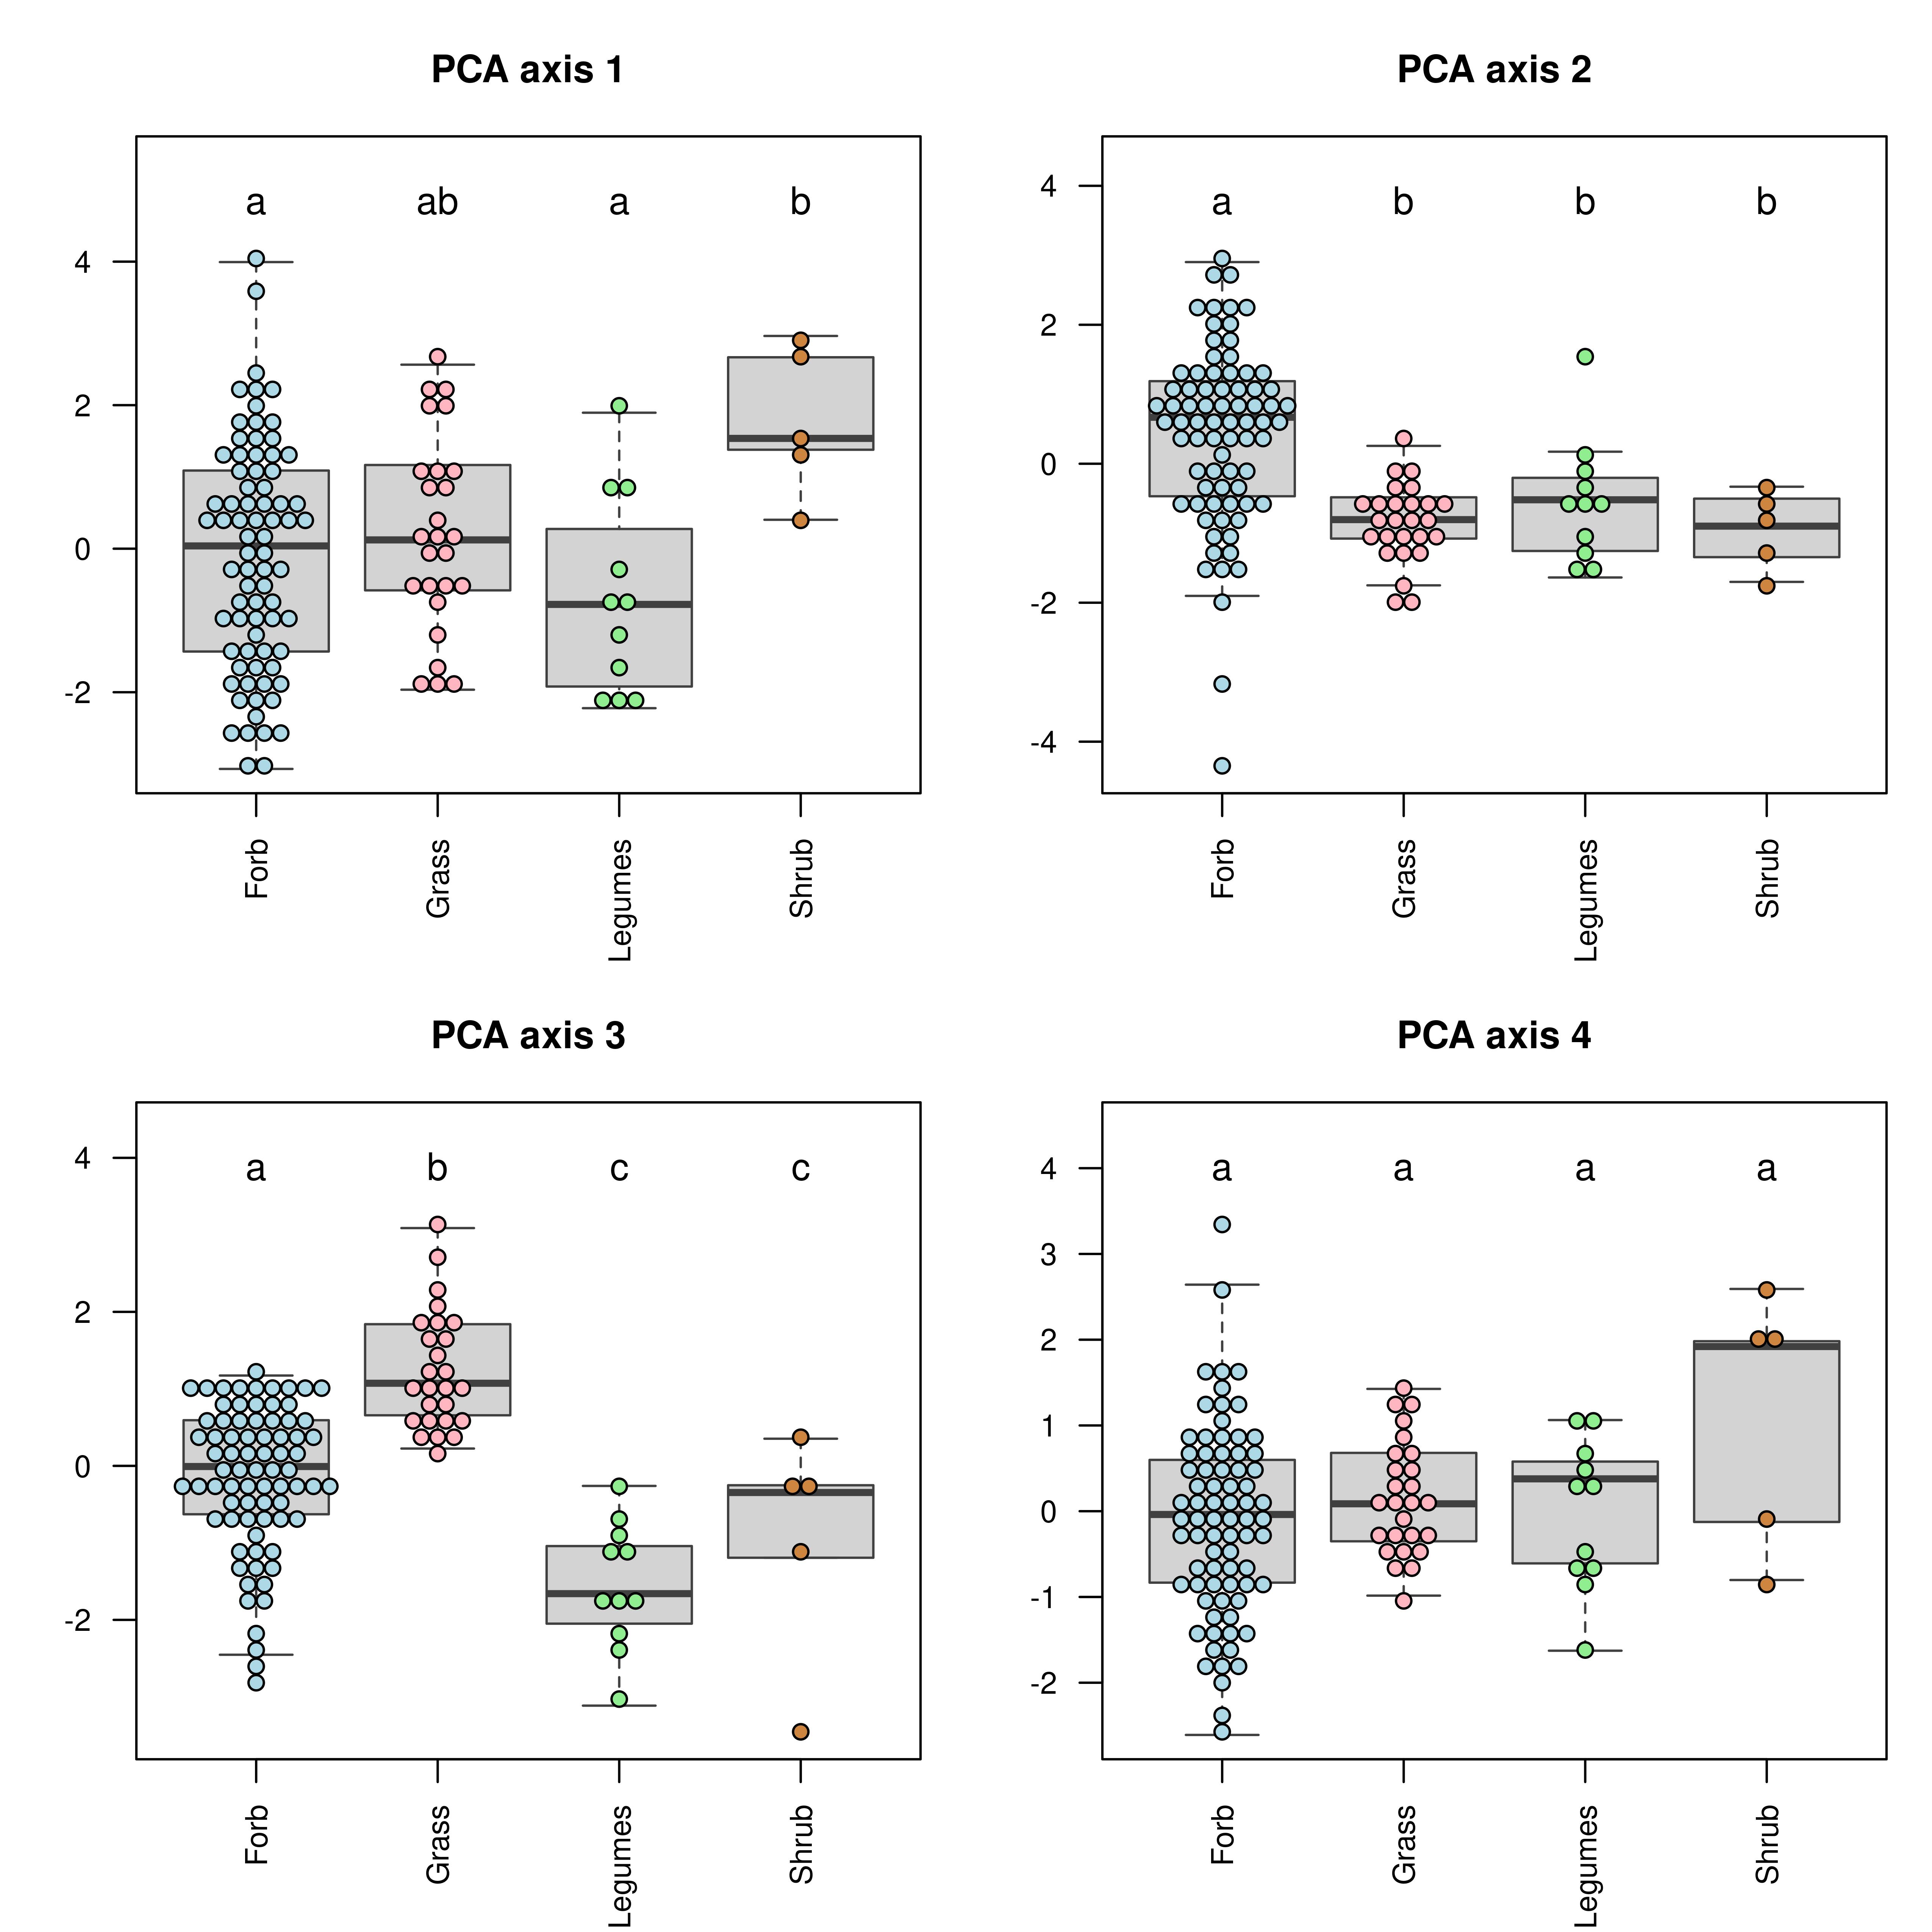 PCA axis 1
a ab a b
4
2
0
-2
Forb
Grass
Legumes
Shrub
PCA axis 2
a b b b
4
2
0
-2
-4
Forb
Grass
Legumes
Shrub
PCA axis 3
a b c c
4
2
0
-2
Forb
Grass
Legumes
Shrub
PCA axis 4
a a a a
4
3
2
1
0
-1
-2
Forb
Grass
Legumes
Shrub